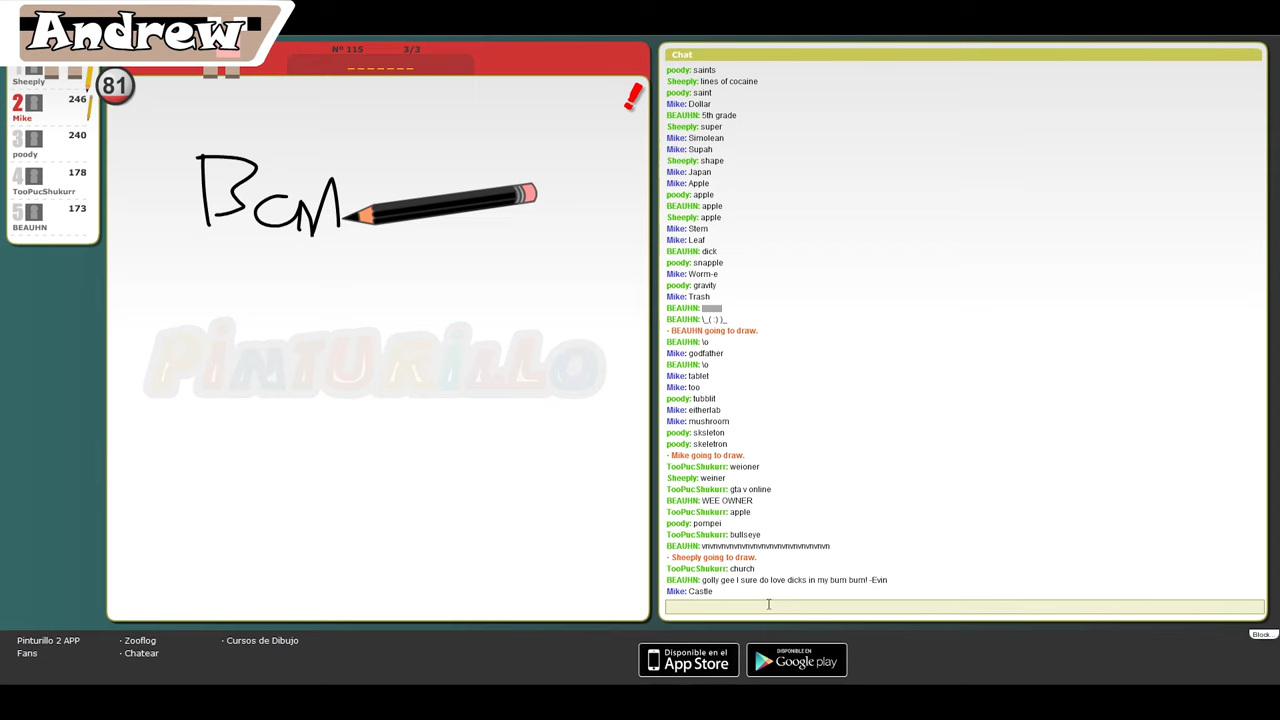 Andrew
Nº 115
3/3
_ _ _ _ _ _ _
81
!
1
Sheeply
2
246
Mike
3
240
poody
4
178
TooPucShukurr
5
173
BEAUHN
PiNTURiLLO
Chat
poody: saints
Sheeply: lines of cocaine
poody: saint
Mike: Dollar
BEAUHN: 5th grade
Sheeply: super
Mike: Simolean
Mike: Supah
Sheeply: shape
Mike: Japan
Mike: Apple
poody: apple
BEAUHN: apple
Sheeply: apple
Mike: Stem
Mike: Leaf
BEAUHN: dick
poody: snapple
Mike: Worm-e
poody: gravity
Mike: Trash
BEAUHN:
BEAUHN: \_( :) )_
- BEAUHN going to draw.
BEAUHN: \o
Mike: godfather
BEAUHN: \o
Mike: tablet
Mike: too
poody: tubblit
Mike: eitherlab
Mike: mushroom
poody: sksleton
poody: skeletron
- Mike going to draw.
TooPucShukurr: weioner
Sheeply: weiner
TooPucShukurr: gta v online
BEAUHN: WEE OWNER
TooPucShukurr: apple
poody: pompei
TooPucShukurr: bullseye
BEAUHN: vnvnvnvnvnvnvnvnvnvnvnvnvnvn
- Sheeply going to draw.
TooPucShukurr: church
BEAUHN: golly gee I sure do love dicks in my bum bum! -Evin
Mike: Castle
Block...
Pinturillo 2 APP
· Zooflog
· Cursos de Dibujo
Fans
· Chatear
Disponible en el
App Store
DISPONIBLE EN
Google play